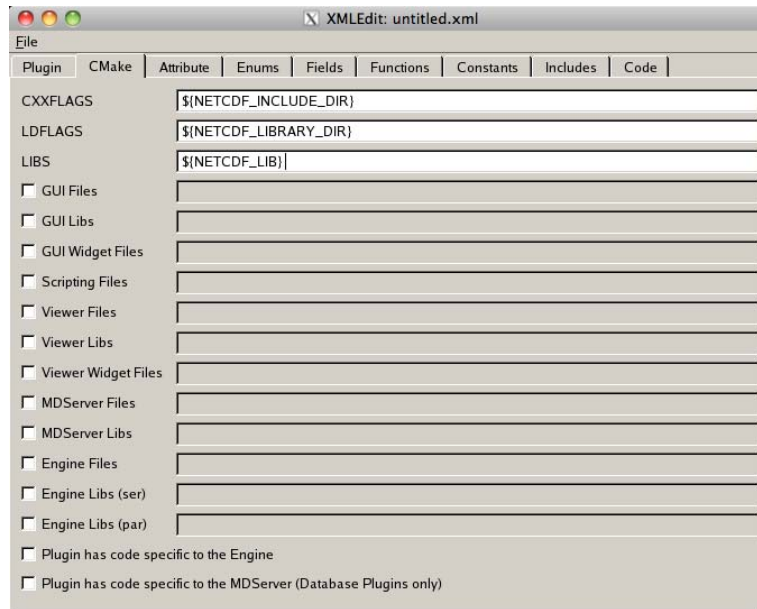 XMLEdit: untitled.xml
File
Plugin CMake Attribute Enums Fields Functions Constants Includes Code
CXXFLAGS ${NETCDF_INCLUDE_DIR}
LDFLAGS ${NETCDF_LIBRARY_DIR}
LIBS ${NETCDF_LIB}
GUI Files
GUI Libs
GUI Widget Files
Scripting Files
Viewer Files
Viewer Libs
Viewer Widget Files
MDServer Files
MDServer Libs
Engine Files
Engine Libs (ser)
Engine Libs (par)
Plugin has code specific to the Engine
Plugin has code specific to the MDServer (Database Plugins only)